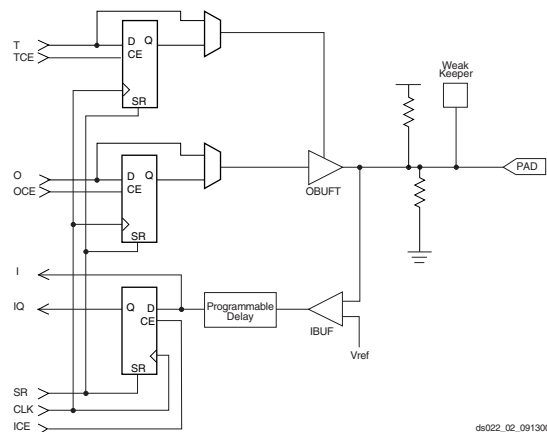 T
TCE
D Q
CE
SR
Weak
Keeper
O
OCE
D Q
CE
SR
OBUFT
PAD
I
IQ
Q D
CE
SR
Programmable
Delay
IBUF
Vref
SR
CLK
ICE
ds022_02_091300